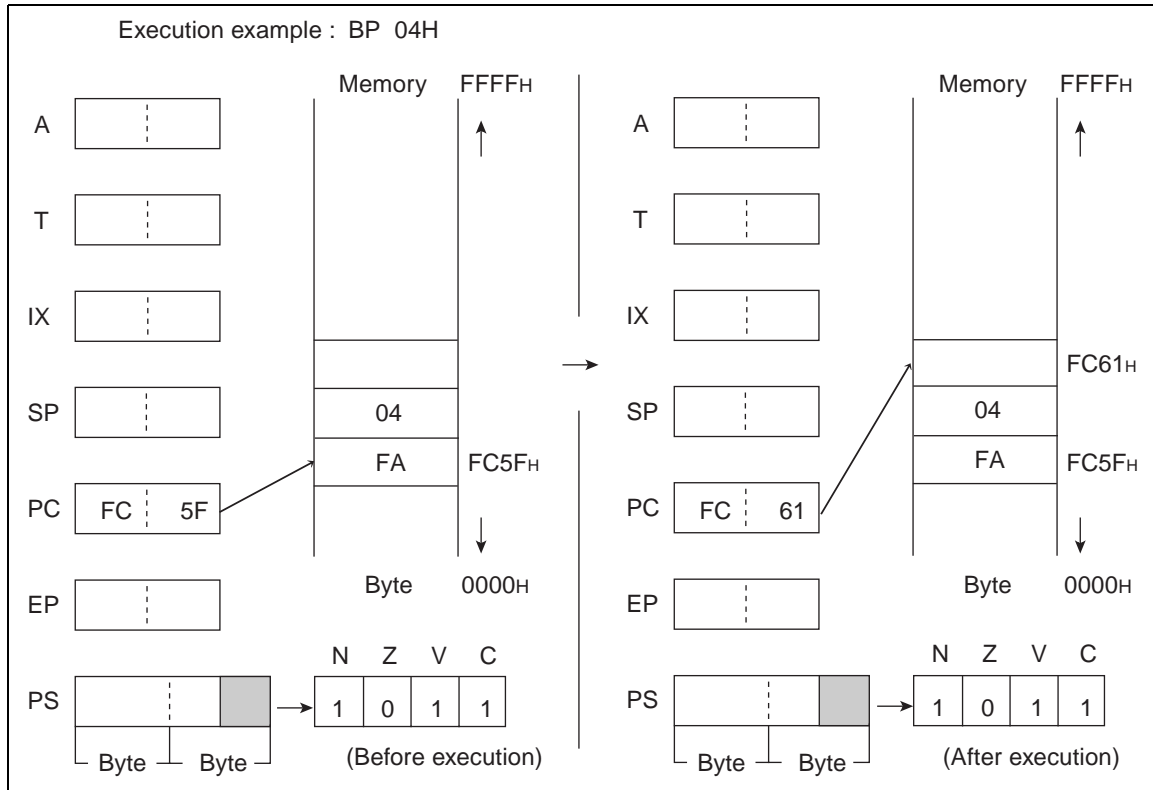 Execution example : BP 04H
Memory FFFFH
A
T
IX
SP 04
FA FC5FH
PC FC 5F
Byte 0000H
EP
N Z V C
PS 1 0 1 1
Byte Byte (Before execution)
Memory FFFFH
A
T
IX
FC61H
SP 04
FA FC5FH
PC FC 61
Byte 0000H
EP
N Z V C
PS 1 0 1 1
Byte Byte (After execution)